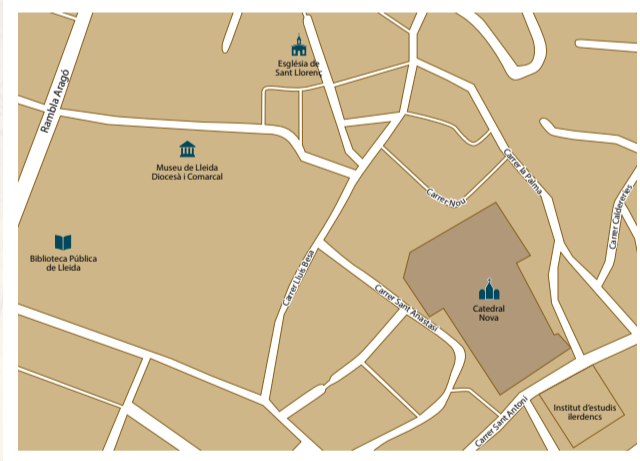 Església de
Sant Llorenç
Rambla Aragó
Museu de Lleida
Diocesà i Comarcal
Carrer la Palma
Carrer Nou
Carrer Caldereries
Biblioteca Pública
de Lleida
Carrer Lluís Besa
Carrer Sant Anastasi
Catedral
Nova
Institut d'estudis
ilerdencs
Carrer Sant Antoni